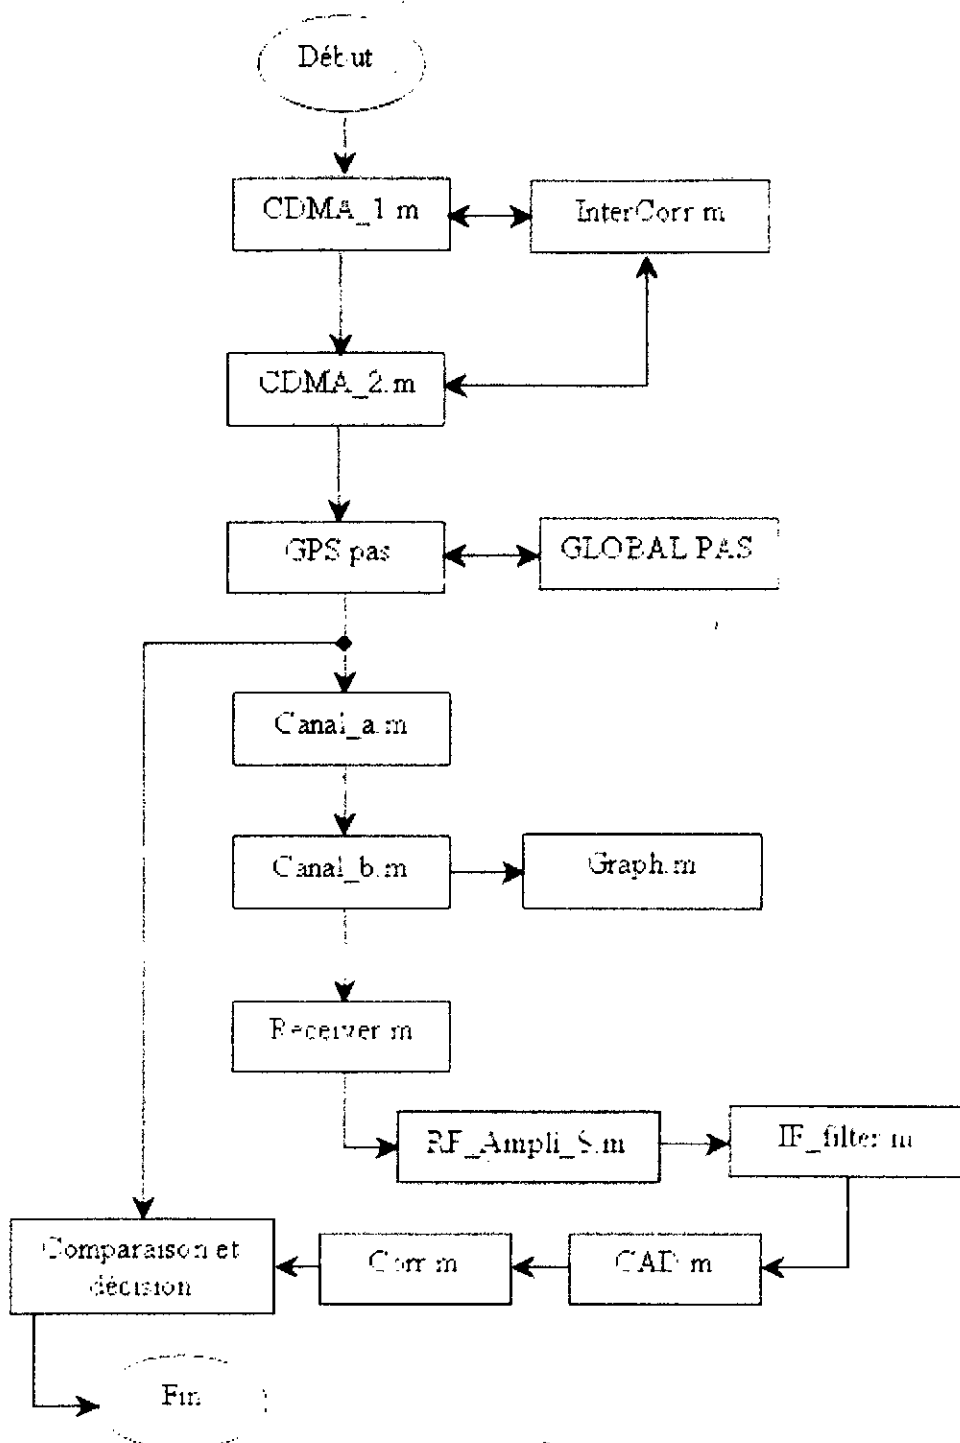 Début
CDMA_1.m
InterCorr.m
CDMA_2.m
GPS pas
GLOBAL PAS
Canal_a.m
Canal_b.m
Graph.m
Receiver.m
RF_Ampli_S.m
IF_filter.m
Comparaison et
décision
Corr.m
CAD.m
Fin